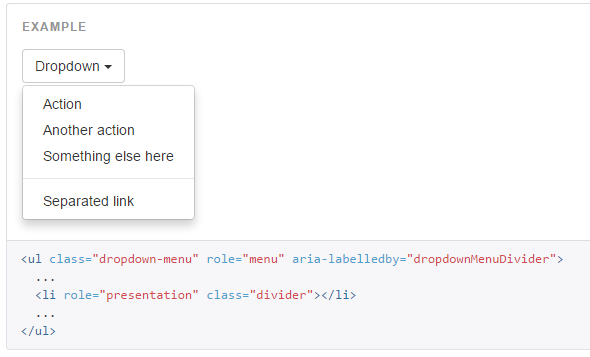 EXAMPLE
Dropdown
Action
Another action
Something else here
Separated link
<ul class="dropdown-menu" role="menu" aria-labelledby="dropdownMenuDivider">
  ...
  <li role="presentation" class="divider"></li>
  ...
</ul>